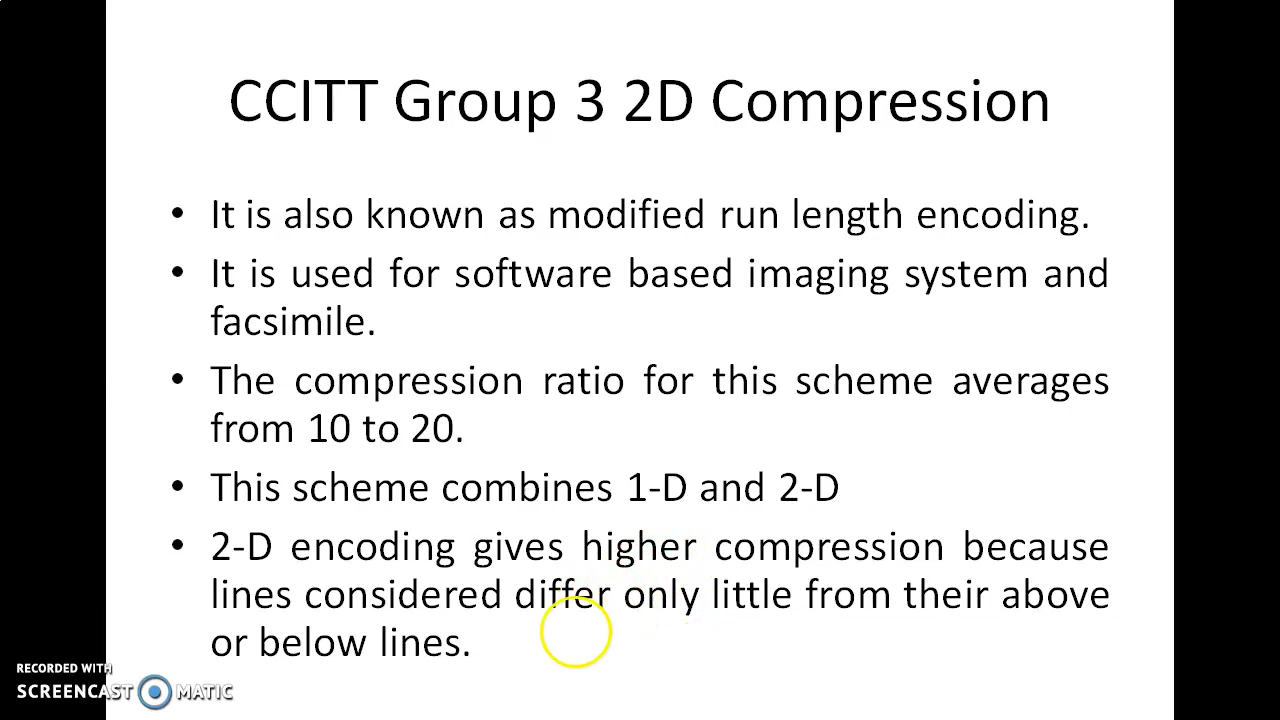 CCITT Group 3 2D Compression
• It is also known as modified run length encoding.
• It is used for software based imaging system and
facsimile.
• The compression ratio for this scheme averages
from 10 to 20.
• This scheme combines 1-D and 2-D
• 2-D encoding gives higher compression because
lines considered differ only little from their above
or below lines.
RECORDED WITH
SCREENCAST MATIC